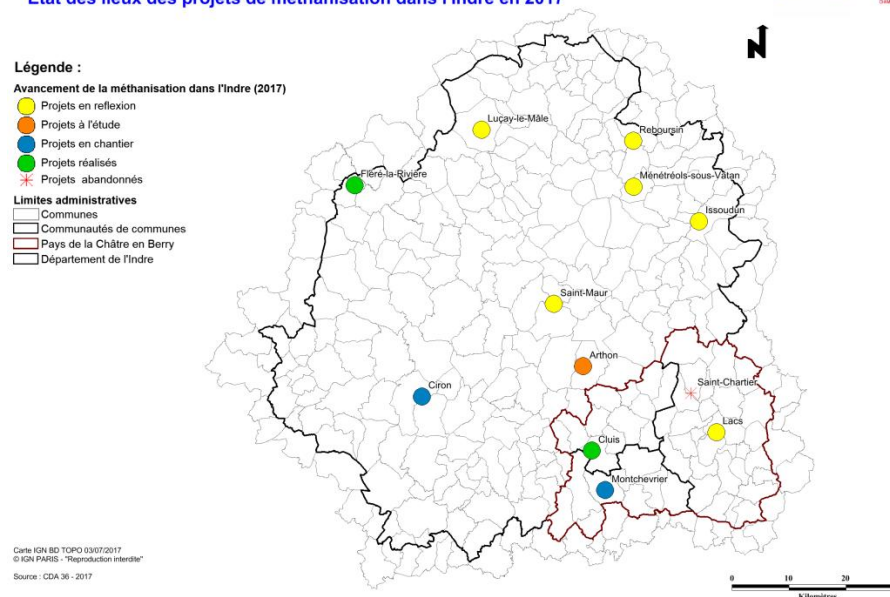 Etat des lieux des projets de méthanisation dans l'Indre en 2017
N
Légende :
Avancement de la méthanisation dans l'Indre (2017)
Projets en reflexion
Projets à l'étude
Projets en chantier
Projets réalisés
Projets abandonnés
Limites administratives
Communes
Communautés de communes
Pays de la Châtre en Berry
Département de l'Indre
Luçay-le-Mâle
Reboursin
Fléré-la-Rivière
Ménétréols-sous-Vatan
Issoudun
Saint-Maur
Arthon
Saint-Chartier
Ciron
Lacs
Cluis
Montchevrier
Carte IGN BD TOPO 03/07/2017
© IGN PARIS - "Reproduction interdite"
Source : CDA 36 - 2017
0 10 20
Kilomètres